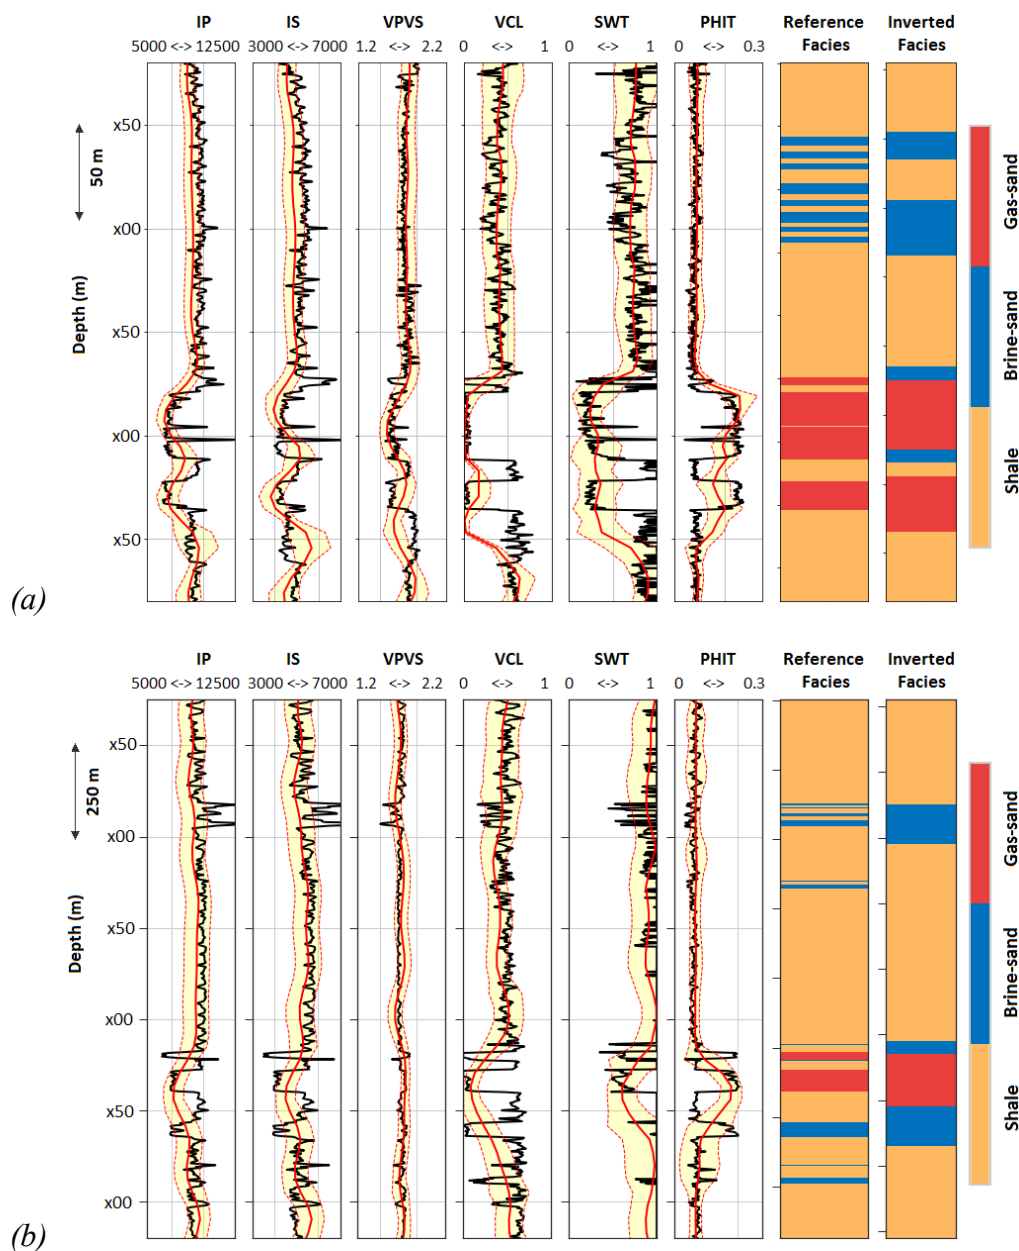 IP IS VPVS VCL SWT PHIT Reference Inverted
5000 <-> 12500 3000 <-> 7000 1.2 <-> 2.2 0 <-> 1 0 <-> 1 0 <-> 0.3 Facies Facies
x50
50 m
x00
Depth (m)
x50
x00
x50
Gas-sand
Brine-sand
Shale
(a)
IP IS VPVS VCL SWT PHIT Reference Inverted
5000 <-> 12500 3000 <-> 7000 1.2 <-> 2.2 0 <-> 1 0 <-> 1 0 <-> 0.3 Facies Facies
x50
250 m
x00
Depth (m)
x50
x00
x50
x00
Gas-sand
Brine-sand
Shale
(b)